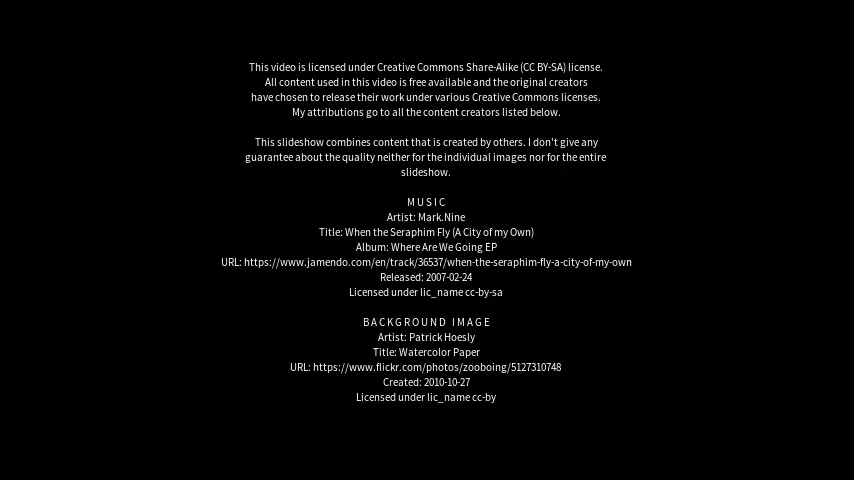 This video is licensed under Creative Commons Share-Alike (CC BY-SA) license.
All content used in this video is free available and the original creators
have chosen to release their work under various Creative Commons licenses.
My attributions go to all the content creators listed below.
This slideshow combines content that is created by others. I don't give any
guarantee about the quality neither for the individual images nor for the entire
slideshow.
MUSIC
Artist: Mark.Nine
Title: When the Seraphim Fly (A City of my Own)
Album: Where Are We Going EP
URL: https://www.jamendo.com/en/track/36537/when-the-seraphim-fly-a-city-of-my-own
Released: 2007-02-24
Licensed under lic_name cc-by-sa
BACKGROUND IMAGE
Artist: Patrick Hoesly
Title: Watercolor Paper
URL: https://www.flickr.com/photos/zooboing/5127310748
Created: 2010-10-27
Licensed under lic_name cc-by